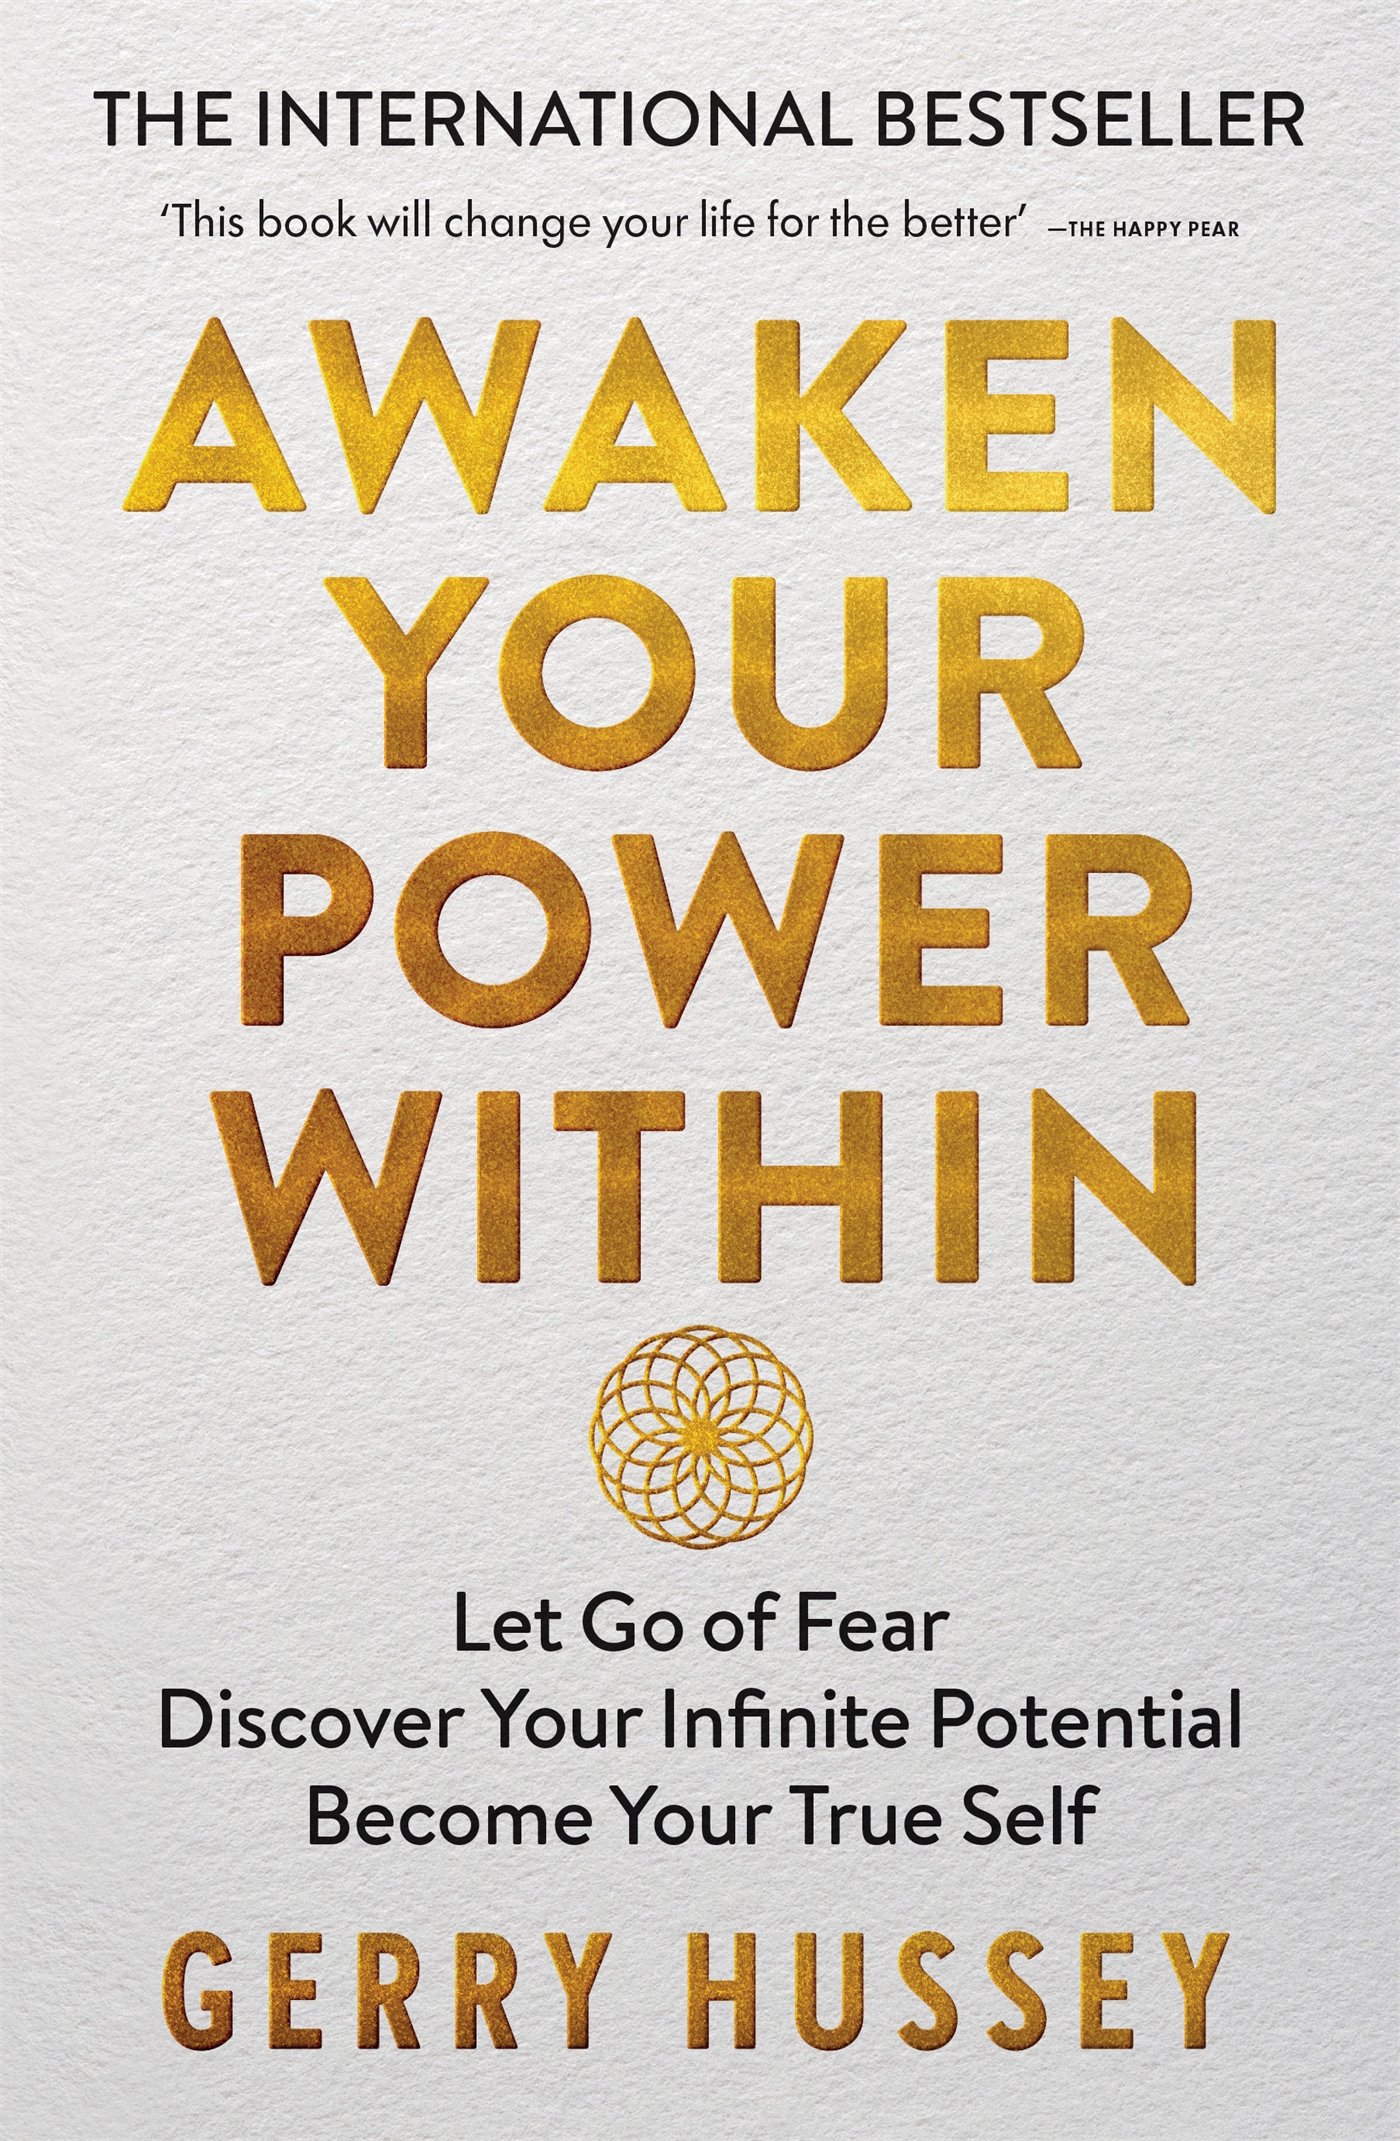 THE INTERNATIONAL BESTSELLER
‘This book will change your life for the better’ —THE HAPPY PEAR
AWAKEN
YOUR
POWER
WITHIN
Let Go of Fear
Discover Your Infinite Potential
Become Your True Self
GERRY HUSSEY